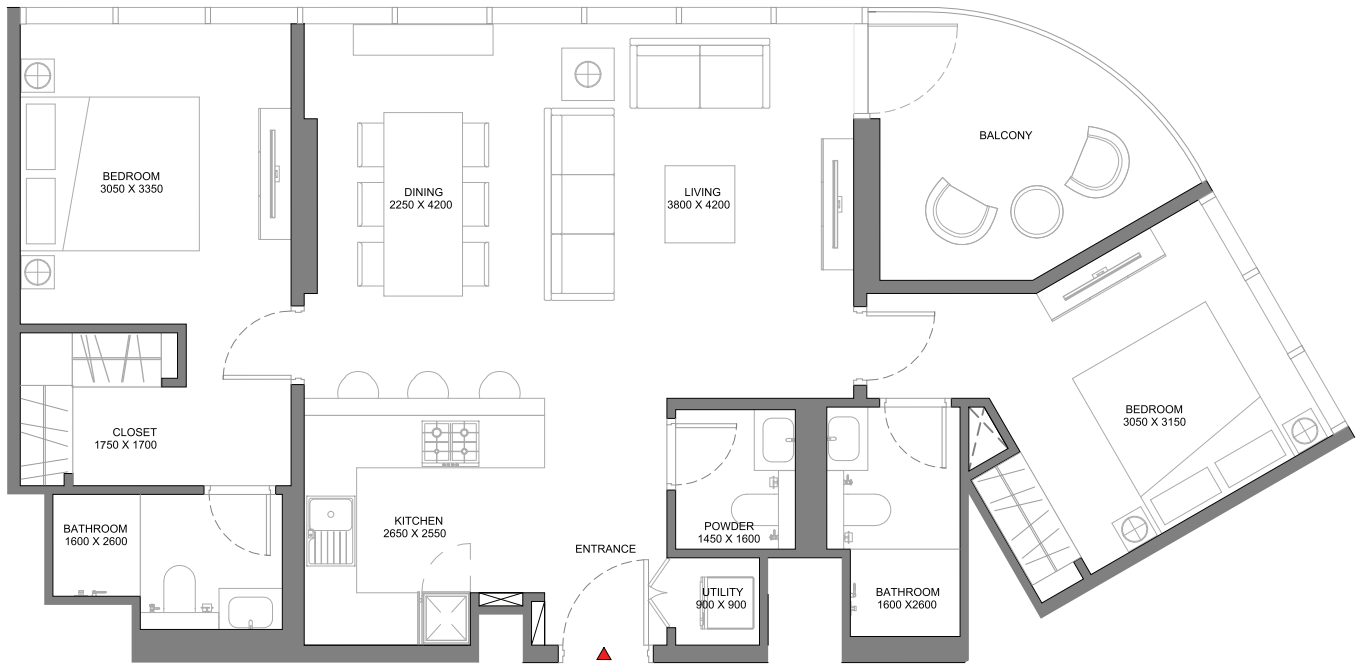 BALCONY
BEDROOM
3050 X 3350
DINING
2250 X 4200
LIVING
3800 X 4200
BEDROOM
3050 X 3150
CLOSET
1750 X 1700
KITCHEN
2650 X 2550
BATHROOM
1600 X 2600
POWDER
1450 X 1600
ENTRANCE
UTILITY
900 X 900
BATHROOM
1600 X2600